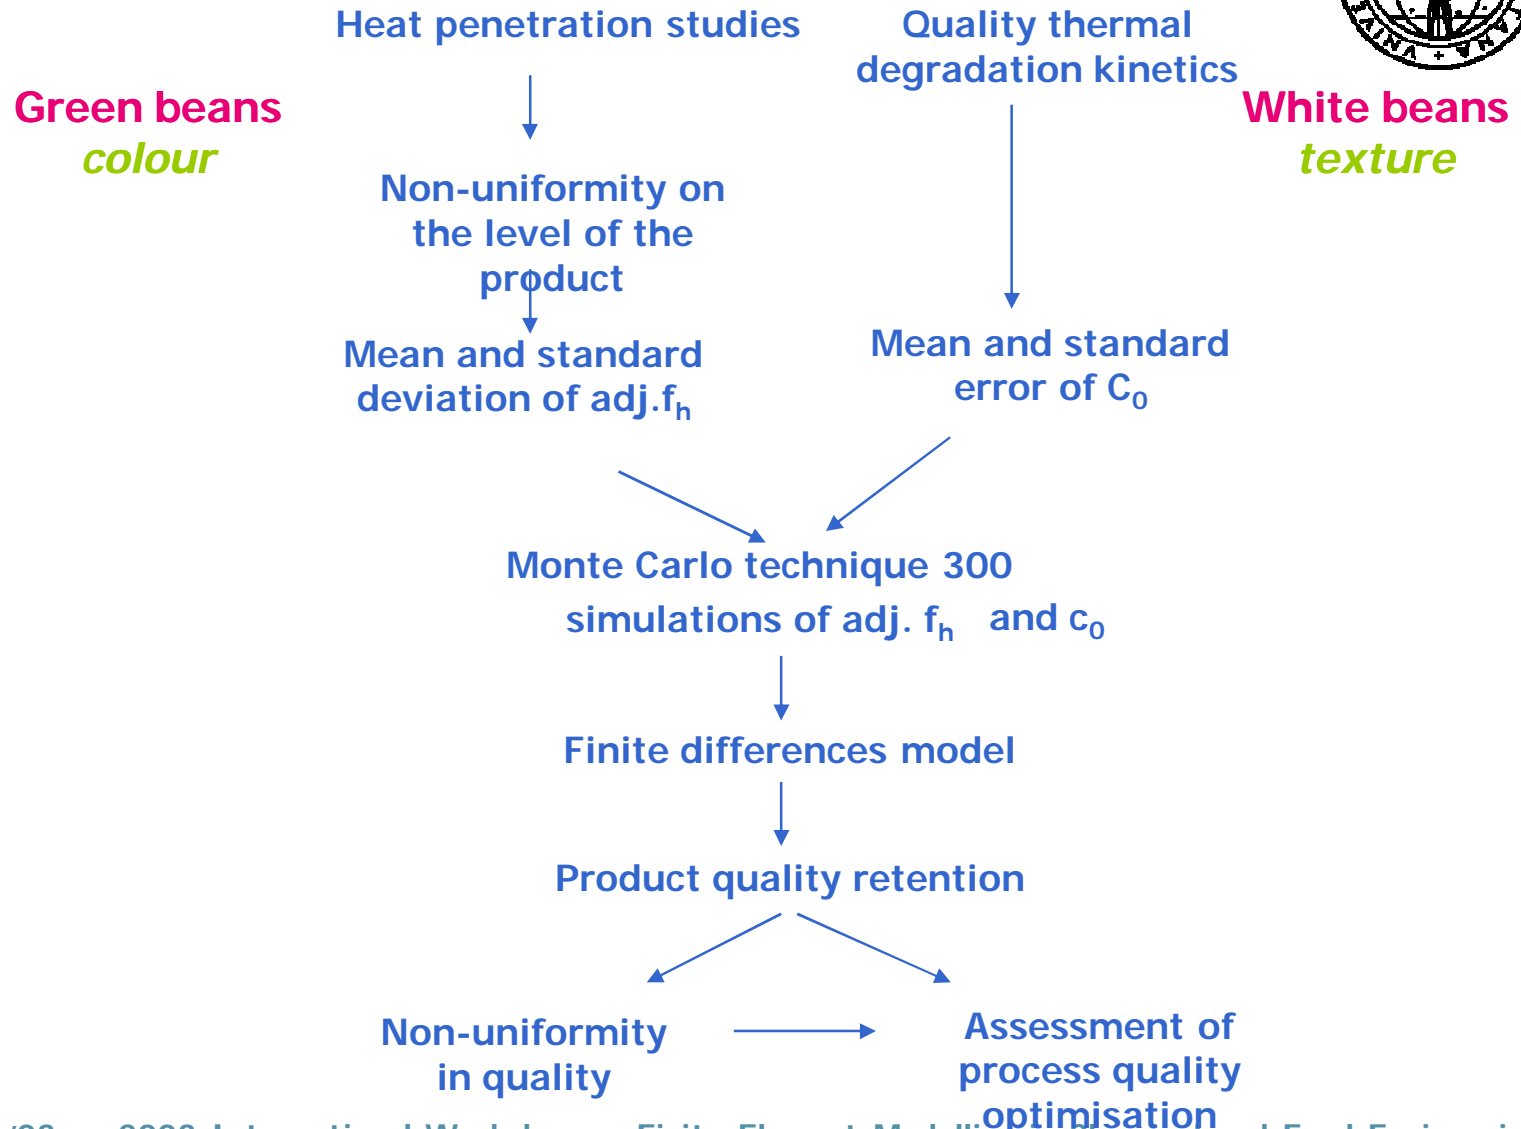 Heat penetration studies
Quality thermal
degradation kinetics
Green beans
colour
White beans
texture
Non-uniformity on
the level of the
product
Mean and standard
deviation of adj.fh
Mean and standard
error of C0
Monte Carlo technique 300
simulations of adj. fh and c0
Finite differences model
Product quality retention
Non-uniformity
in quality
Assessment of
process quality
optimisation